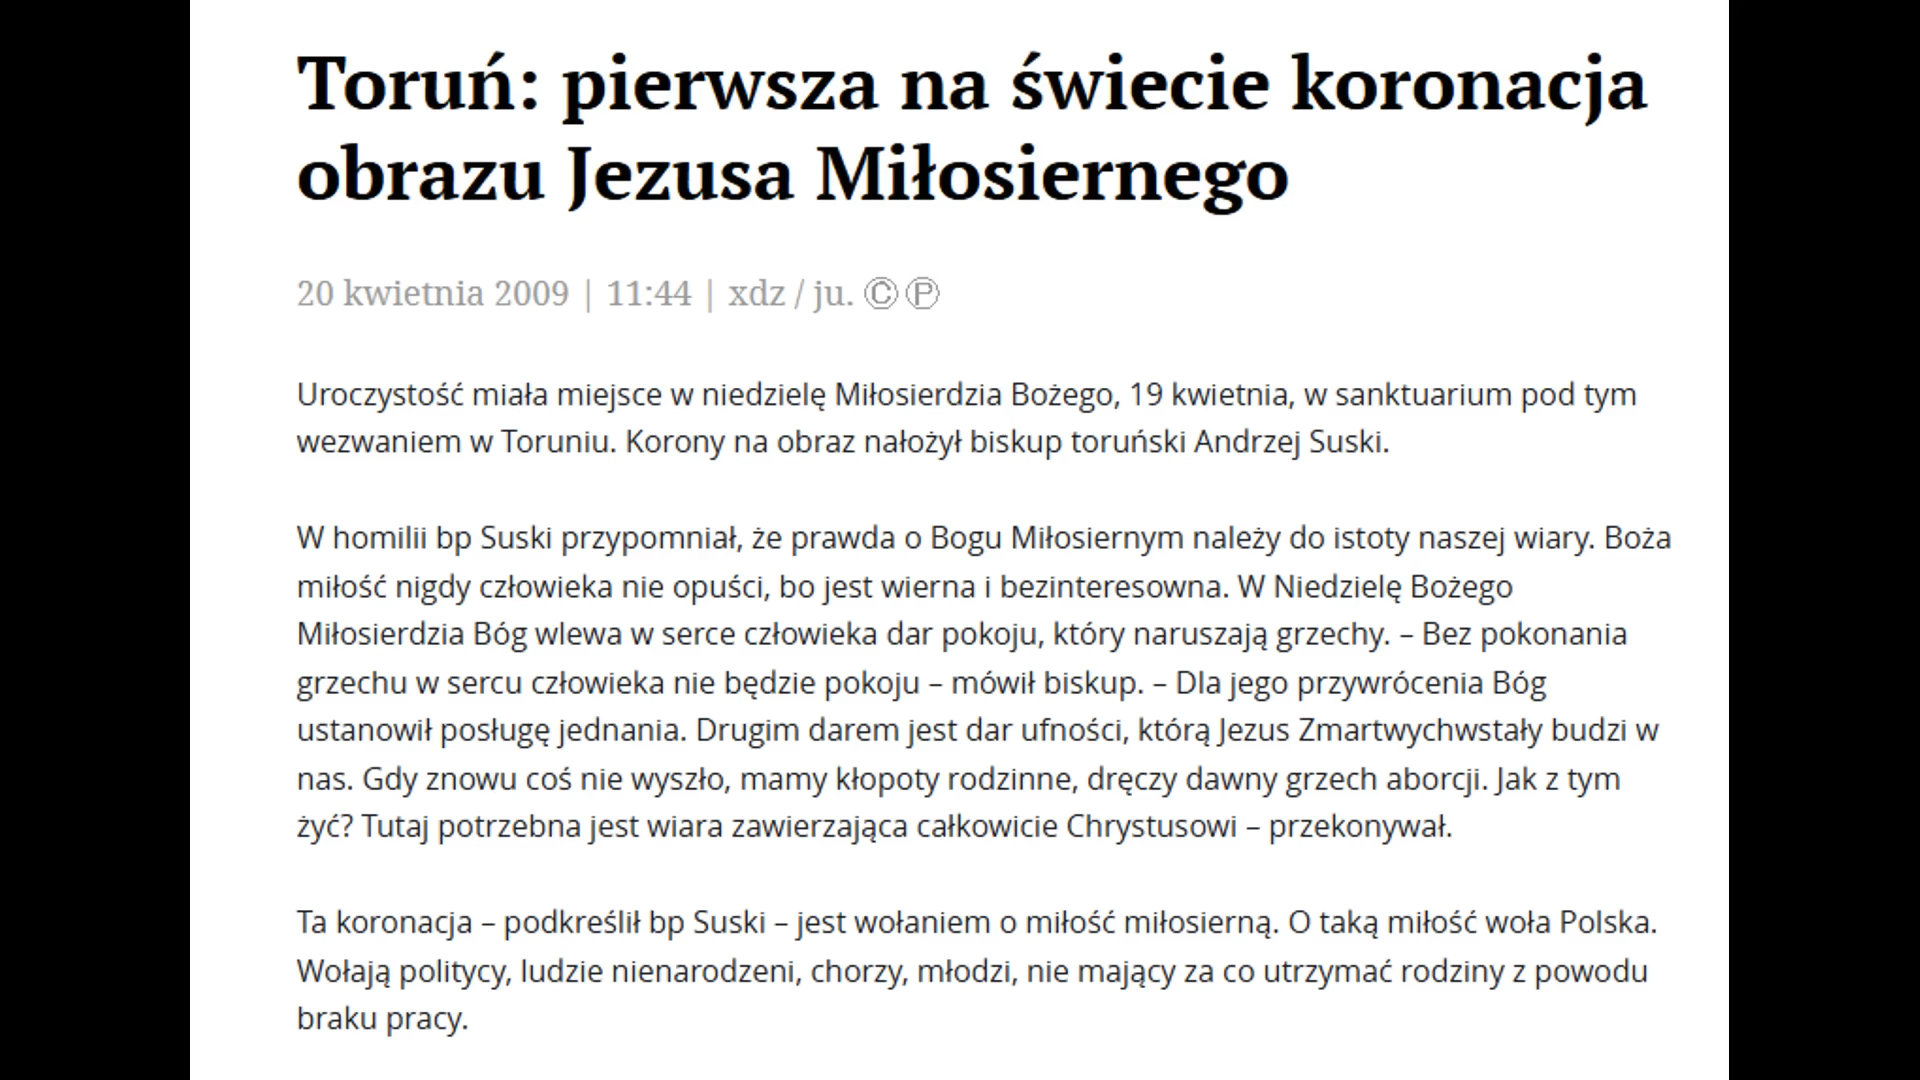 Toruń: pierwsza na świecie koronacja
obrazu Jezusa Miłosiernego
20 kwietnia 2009 | 11:44 | xdz / ju. Ⓒ Ⓟ
Uroczystość miała miejsce w niedzielę Miłosierdzia Bożego, 19 kwietnia, w sanktuarium pod tym
wezwaniem w Toruniu. Korony na obraz nałożył biskup toruński Andrzej Suski.
W homilii bp Suski przypomniał, że prawda o Bogu Miłosiernym należy do istoty naszej wiary. Boża
miłość nigdy człowieka nie opuści, bo jest wierna i bezinteresowna. W Niedzielę Bożego
Miłosierdzia Bóg wlewa w serce człowieka dar pokoju, który naruszają grzechy. – Bez pokonania
grzechu w sercu człowieka nie będzie pokoju – mówił biskup. – Dla jego przywrócenia Bóg
ustanowił posługę jednania. Drugim darem jest dar ufności, którą Jezus Zmartwychwstały budzi w
nas. Gdy znowu coś nie wyszło, mamy kłopoty rodzinne, dręczy dawny grzech aborcji. Jak z tym
żyć? Tutaj potrzebna jest wiara zawierzająca całkowicie Chrystusowi – przekonywał.
Ta koronacja – podkreślił bp Suski – jest wołaniem o miłość miłosierną. O taką miłość woła Polska.
Wołają politycy, ludzie nienarodzeni, chorzy, młodzi, nie mający za co utrzymać rodziny z powodu
braku pracy.